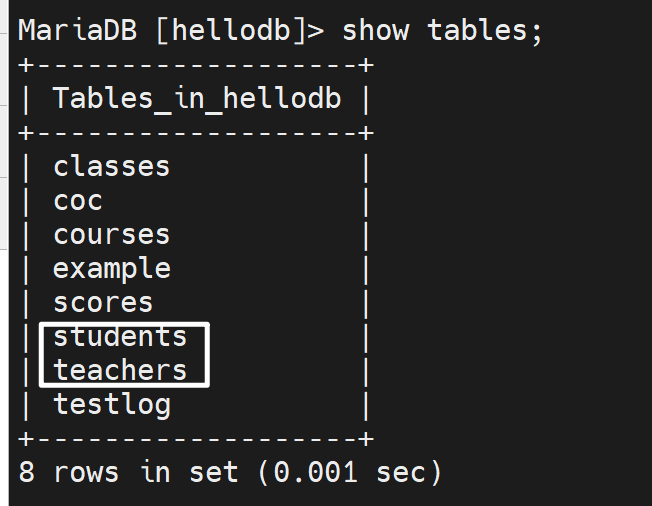 MariaDB [hellodb]> show tables;
+-------------------+
| Tables_in_hellodb |
+-------------------+
| classes           |
| coc               |
| courses           |
| example           |
| scores            |
| students          |
| teachers          |
| testlog           |
+-------------------+
8 rows in set (0.001 sec)